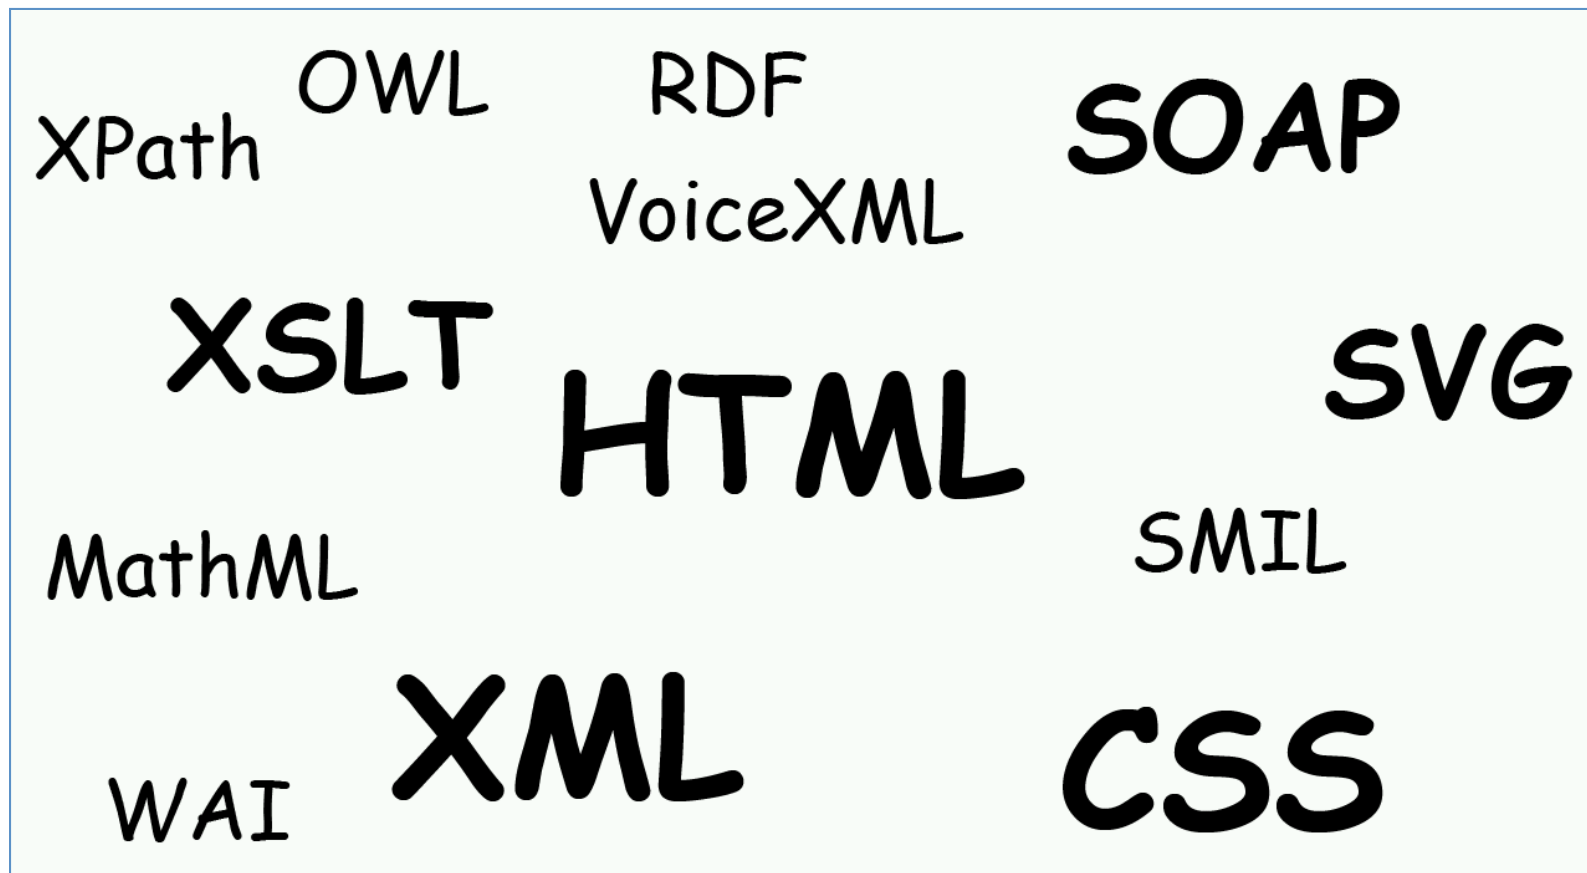 OWL
RDF
SOAP
XPath
VoiceXML
XSLT
SVG
HTML
SMIL
MathML
XML
CSS
WAI